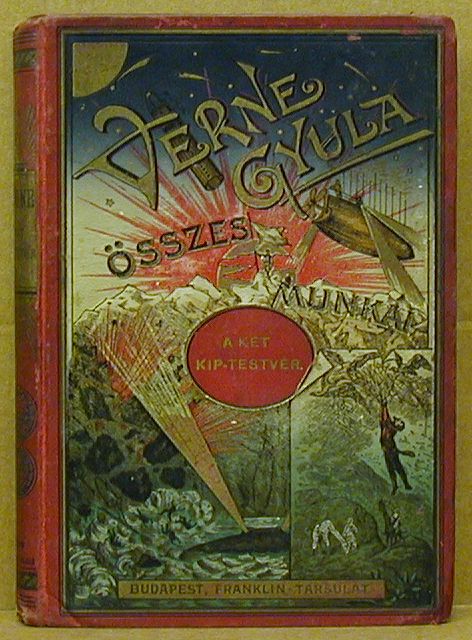 VERNE
GYULA
ÖSSZES
MUNKÁI
A KÉT
KIP-TESTVÉR.
BUDAPEST, FRANKLIN-TÁRSULAT